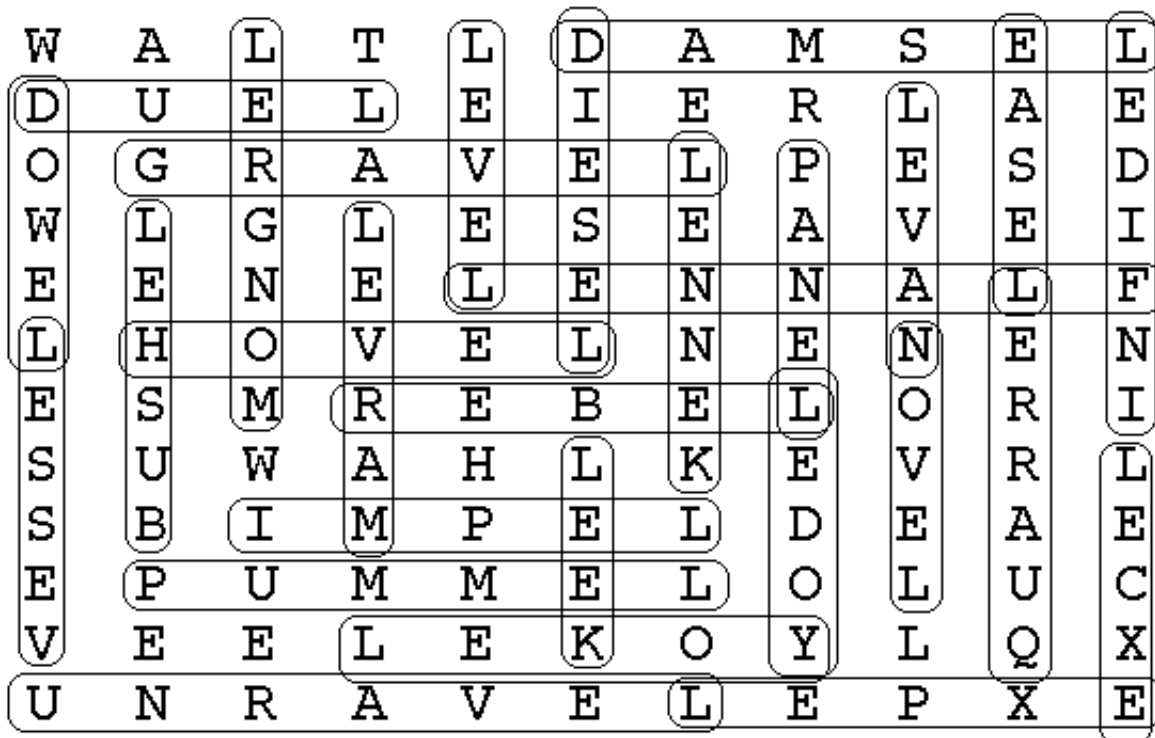 W A L T L D A M S E L
D U E L E I E R L A E
O G R A V E L P E S D
W L G L E S E A V E I
E E N E L E N N A L F
L H O V E L N E N E N
E S M R E B E L O R I
S U W A H L K E V R L
S B I M P E L D E A E
E P U M M E L O L U C
V E E L E K O Y L Q X
U N R A V E L E P X E